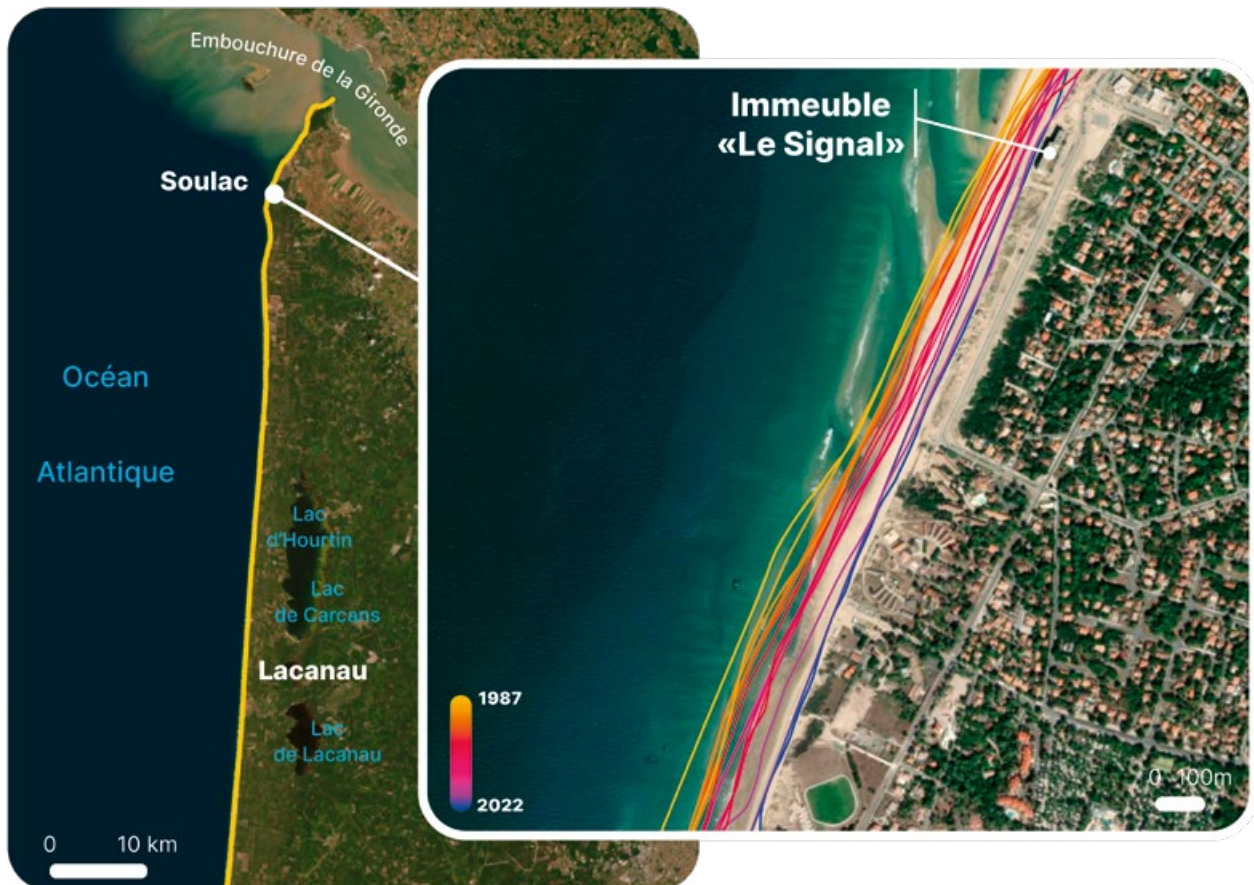 Embouchure de la Gironde
Soulac
Océan
Atlantique
Lac
d'Hourtin
Lac
de Carcans
Lacanau
Lac
de Lacanau
0 10 km
Immeuble
«Le Signal»
1987
2022
0 100m